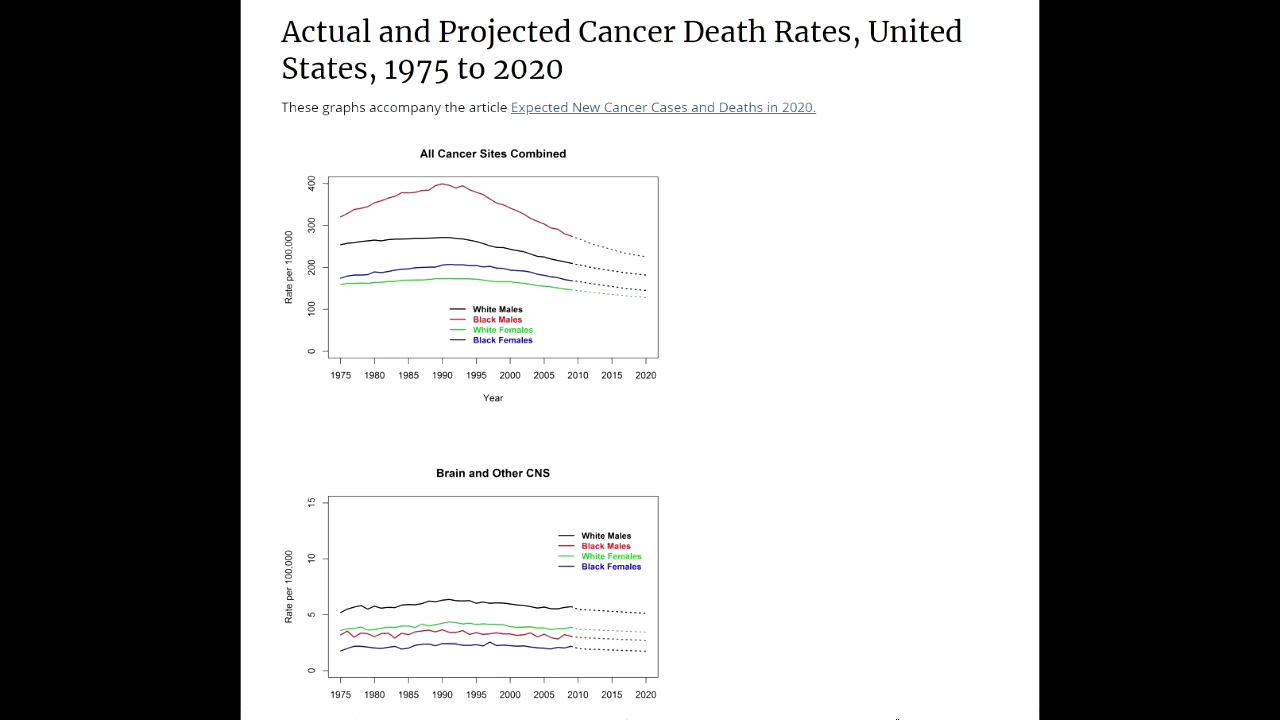 Actual and Projected Cancer Death Rates, United
States, 1975 to 2020
These graphs accompany the article Expected New Cancer Cases and Deaths in 2020.
All Cancer Sites Combined
Rate per 100,000
400
300
200
100
0
White Males
Black Males
White Females
Black Females
1975 1980 1985 1990 1995 2000 2005 2010 2015 2020
Year
Brain and Other CNS
Rate per 100,000
15
10
5
0
White Males
Black Males
White Females
Black Females
1975 1980 1985 1990 1995 2000 2005 2010 2015 2020